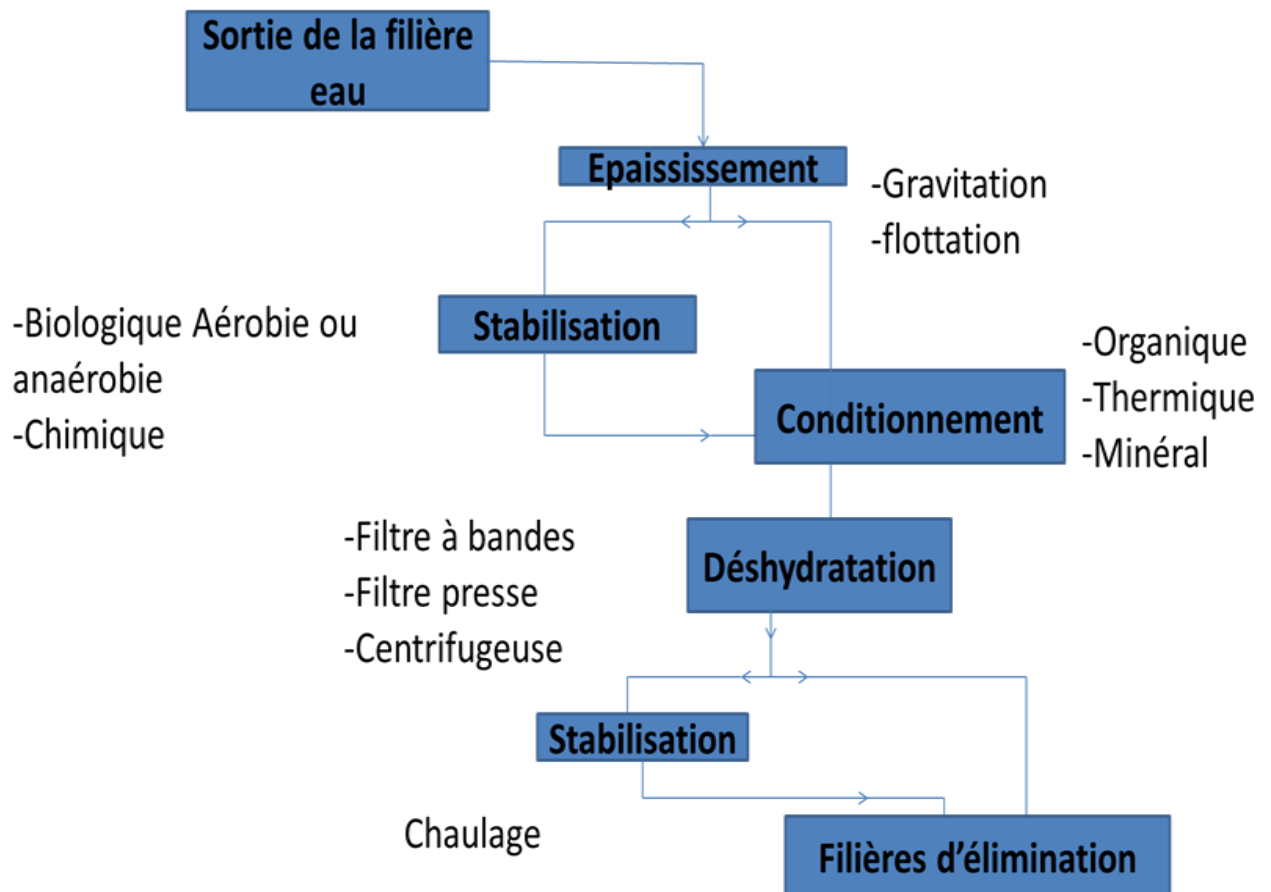 Sortie de la filière
eau
Epaississement
-Gravitation
-flottation
Stabilisation
-Biologique Aérobie ou
anaérobie
-Chimique
Conditionnement
-Organique
-Thermique
-Minéral
Déshydratation
-Filtre à bandes
-Filtre presse
-Centrifugeuse
Stabilisation
Chaulage
Filières d’élimination